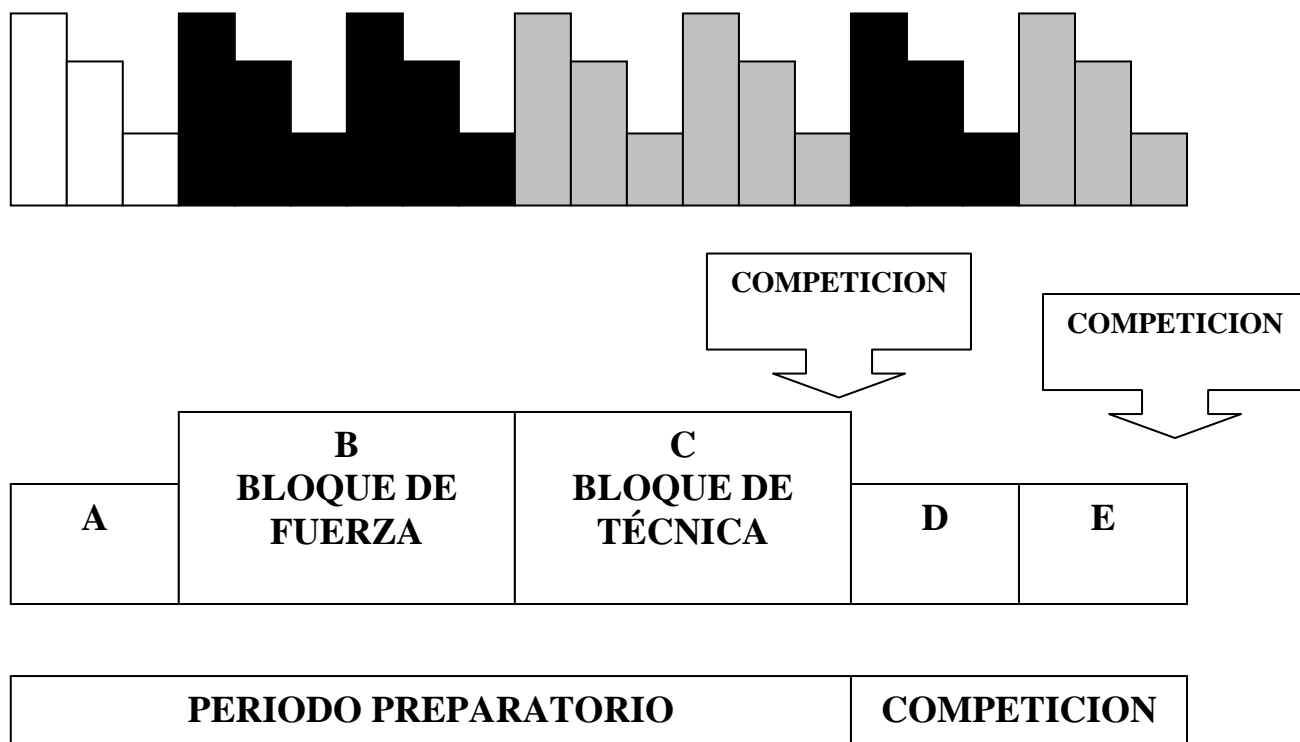 COMPETICION
COMPETICION
A
B
BLOQUE DE
FUERZA
C
BLOQUE DE
TÉCNICA
D
E
PERIODO PREPARATORIO
COMPETICION